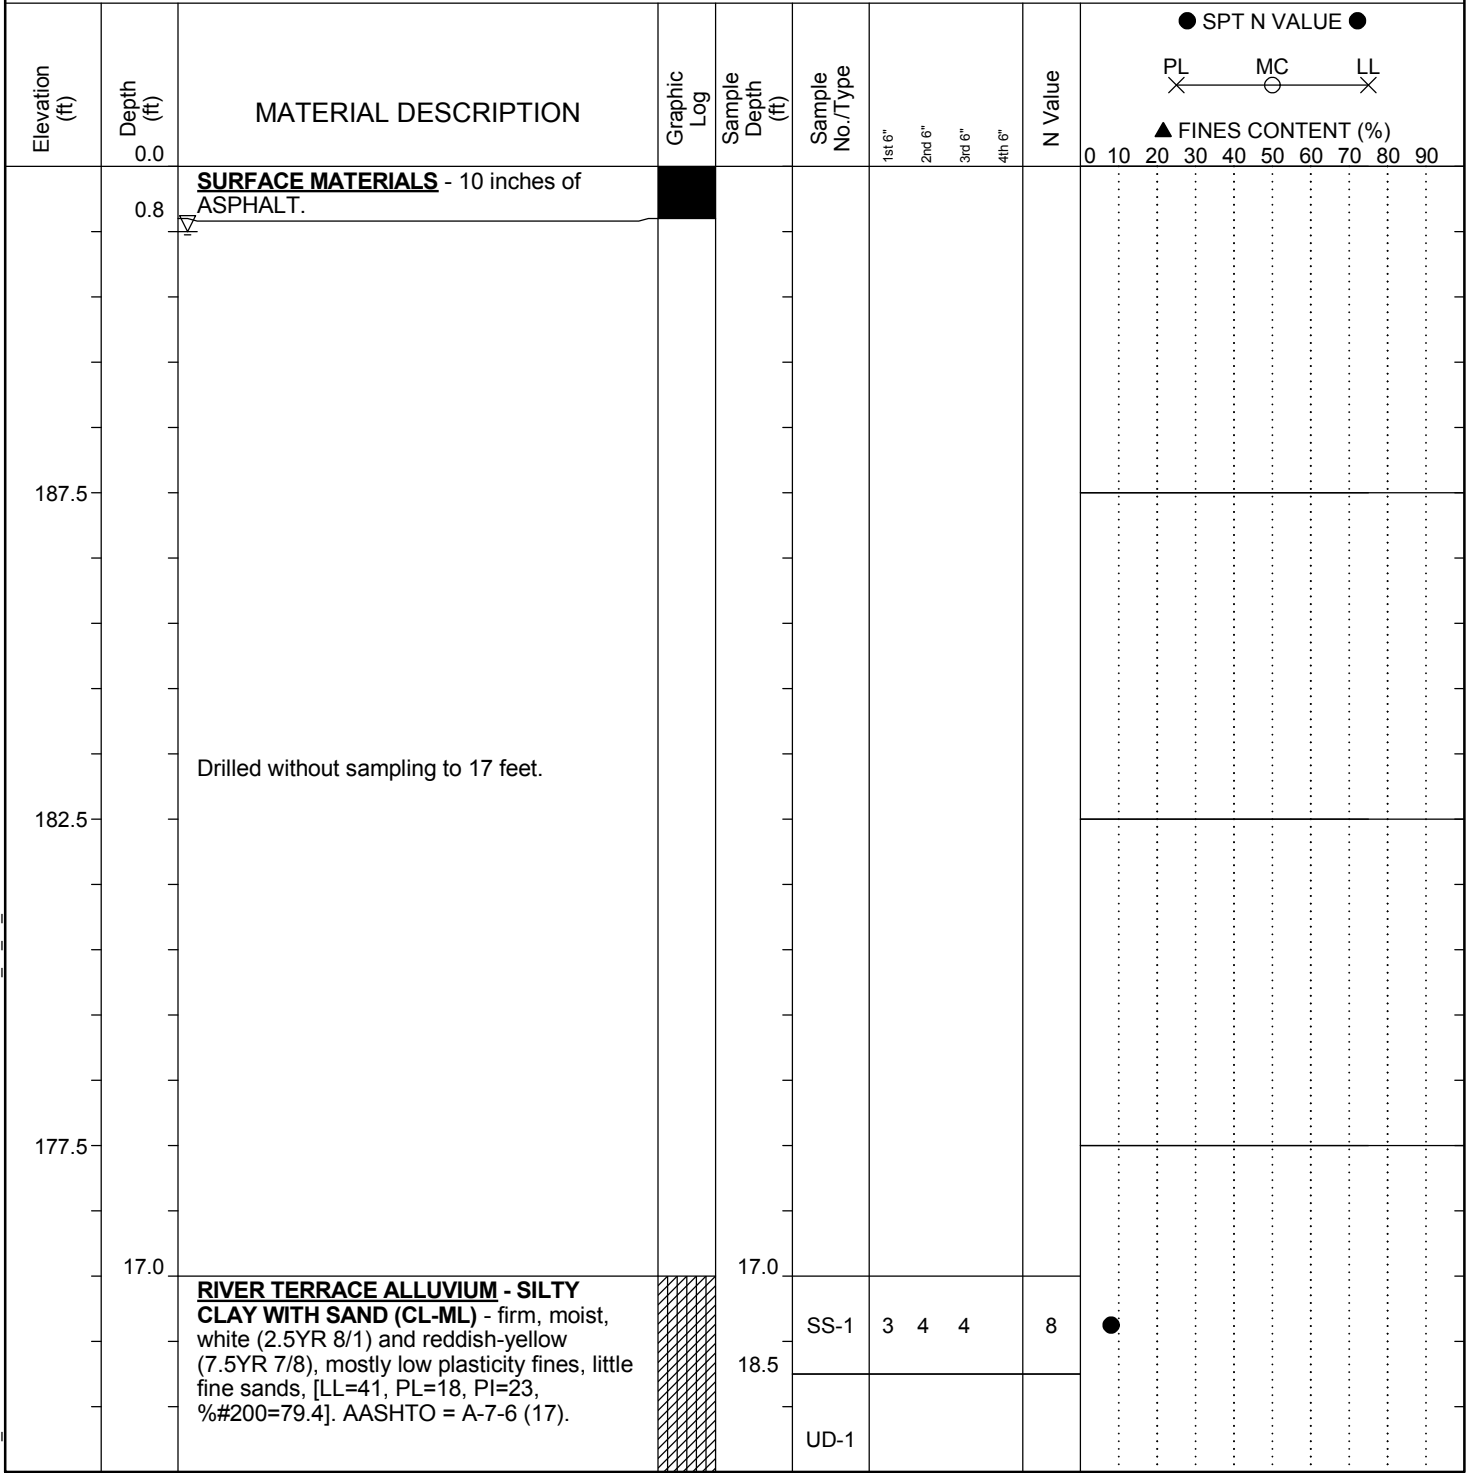 ● SPT N VALUE ●
PL MC LL
▲ FINES CONTENT (%)
0 10 20 30 40 50 60 70 80 90
Elevation
(ft)
Depth
(ft)
0.0
MATERIAL DESCRIPTION
Graphic
Log
Sample
Depth
(ft)
Sample
No./Type
1st 6"
2nd 6"
3rd 6"
4th 6"
N Value
SURFACE MATERIALS - 10 inches of
ASPHALT.
0.8
187.5
Drilled without sampling to 17 feet.
182.5
177.5
17.0
17.0
RIVER TERRACE ALLUVIUM - SILTY
CLAY WITH SAND (CL-ML) - firm, moist,
white (2.5YR 8/1) and reddish-yellow
(7.5YR 7/8), mostly low plasticity fines, little
fine sands, [LL=41, PL=18, PI=23,
%#200=79.4]. AASHTO = A-7-6 (17).
SS-1 3 4 4 8
18.5
UD-1